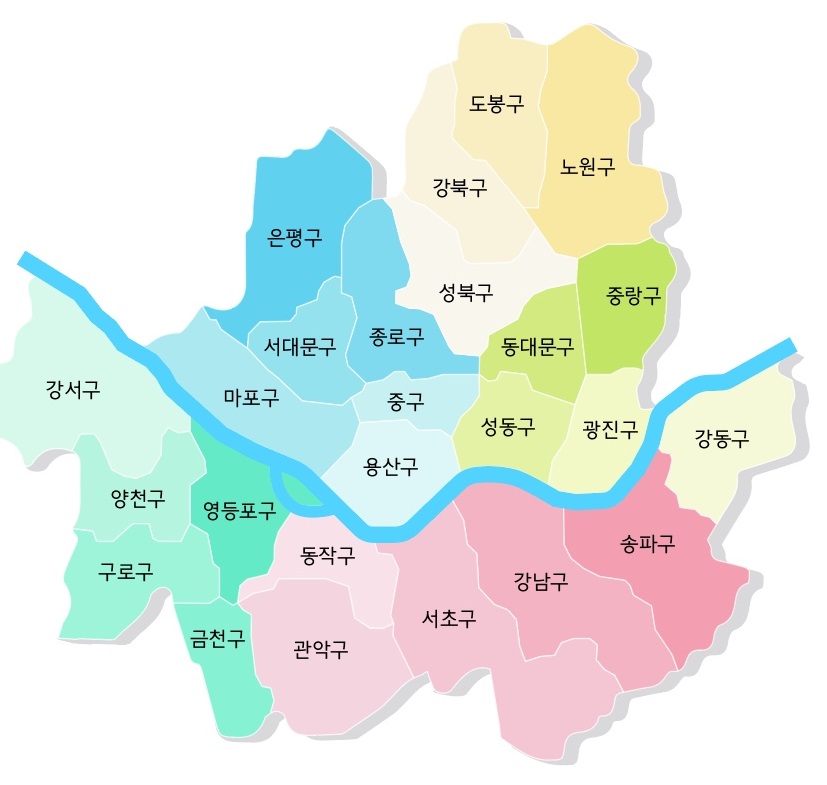 도봉구
노원구
강북구
은평구
성북구
중랑구
종로구
서대문구
동대문구
강서구
마포구
중구
성동구
광진구
강동구
용산구
양천구
영등포구
송파구
동작구
구로구
강남구
서초구
금천구
관악구